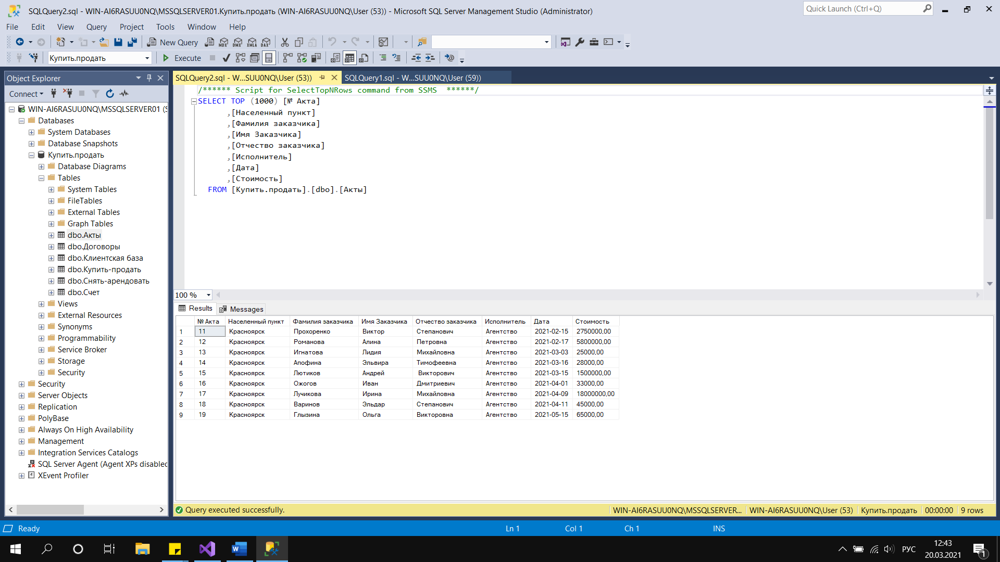 SQLQuery2.sql - WIN-AI6RASUU0NQ\MSSQLSERVER01.Купить.продать (WIN-AI6RASUU0NQ\User (53)) - Microsoft SQL Server Management Studio (Administrator)
Quick Launch (Ctrl+Q)
File Edit View Query Project Tools Window Help
New Query MDX DMX XMLA DAX
Купить.продать Execute
Object Explorer
Connect
WIN-AI6RASUU0NQ\MSSQLSERVER01 (S
Databases
System Databases
Database Snapshots
Купить.продать
Database Diagrams
Tables
System Tables
FileTables
External Tables
Graph Tables
dbo.Акты
dbo.Договоры
dbo.Клиентская база
dbo.Купить-продать
dbo.Снять-арендовать
dbo.Счет
Views
External Resources
Synonyms
Programmability
Service Broker
Storage
Security
Security
Server Objects
Replication
PolyBase
Always On High Availability
Management
Integration Services Catalogs
SQL Server Agent (Agent XPs disabled
XEvent Profiler
SQLQuery2.sql - W...SUU0NQ\User (53)) SQLQuery1.sql - W...SUU0NQ\User (59))
/****** Script for SelectTopNRows command from SSMS ******/
SELECT TOP (1000) [№ Акта]
,[Населенный пункт]
,[Фамилия заказчика]
,[Имя Заказчика]
,[Отчество заказчика]
,[Исполнитель]
,[Дата]
,[Стоимость]
FROM [Купить.продать].[dbo].[Акты]
100 %
Results Messages
№ Акта Населенный пункт Фамилия заказчика Имя Заказчика Отчество заказчика Исполнитель Дата Стоимость
1 11 Красноярск Прохоренко Виктор Степанович Агентство 2021-02-15 2750000,00
2 12 Красноярск Романова Алина Петровна Агентство 2021-02-17 5800000,00
3 13 Красноярск Игнатова Лидия Михайловна Агентство 2021-03-03 25000,00
4 14 Красноярск Апофина Эльвира Тимофеевна Агентство 2021-03-16 28000,00
5 15 Красноярск Лютиков Андрей Викторович Агентство 2021-03-15 1500000,00
6 16 Красноярск Ожогов Иван Дмитриевич Агентство 2021-04-01 33000,00
7 17 Красноярск Лучикова Ирина Михайловна Агентство 2021-04-09 18000000,00
8 18 Красноярск Варинов Эльдар Степанович Агентство 2021-04-11 45000,00
9 19 Красноярск Глызина Ольга Викторовна Агентство 2021-05-15 65000,00
Query executed successfully. WIN-AI6RASUU0NQ\MSSQLSERVER... WIN-AI6RASUU0NQ\User (53) Купить.продать 00:00:00 9 rows
Ready Ln 1 Col 1 Ch 1 INS
РУС
12:43
20.03.2021
1